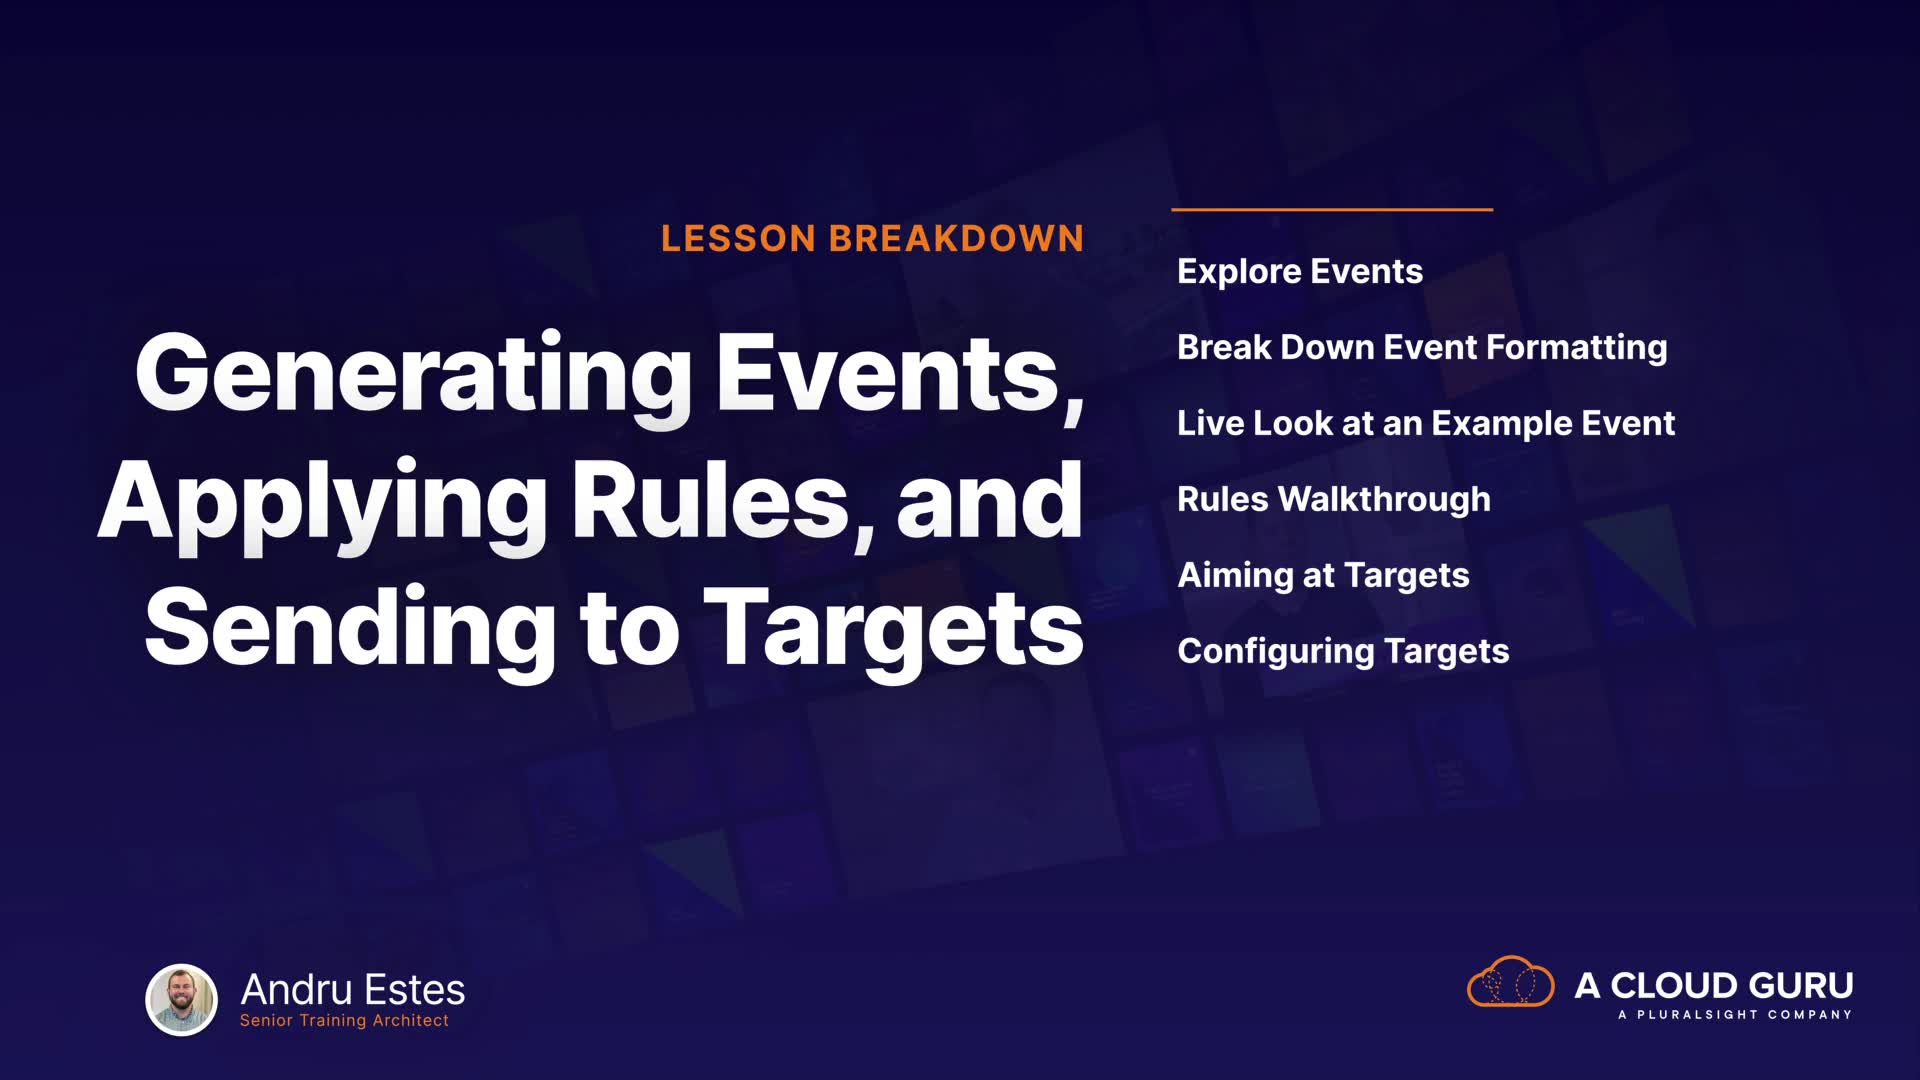 LESSON BREAKDOWN
Generating Events,
Applying Rules, and
Sending to Targets
Explore Events
Break Down Event Formatting
Live Look at an Example Event
Rules Walkthrough
Aiming at Targets
Configuring Targets
Andru Estes
Senior Training Architect
A CLOUD GURU
A PLURALSIGHT COMPANY